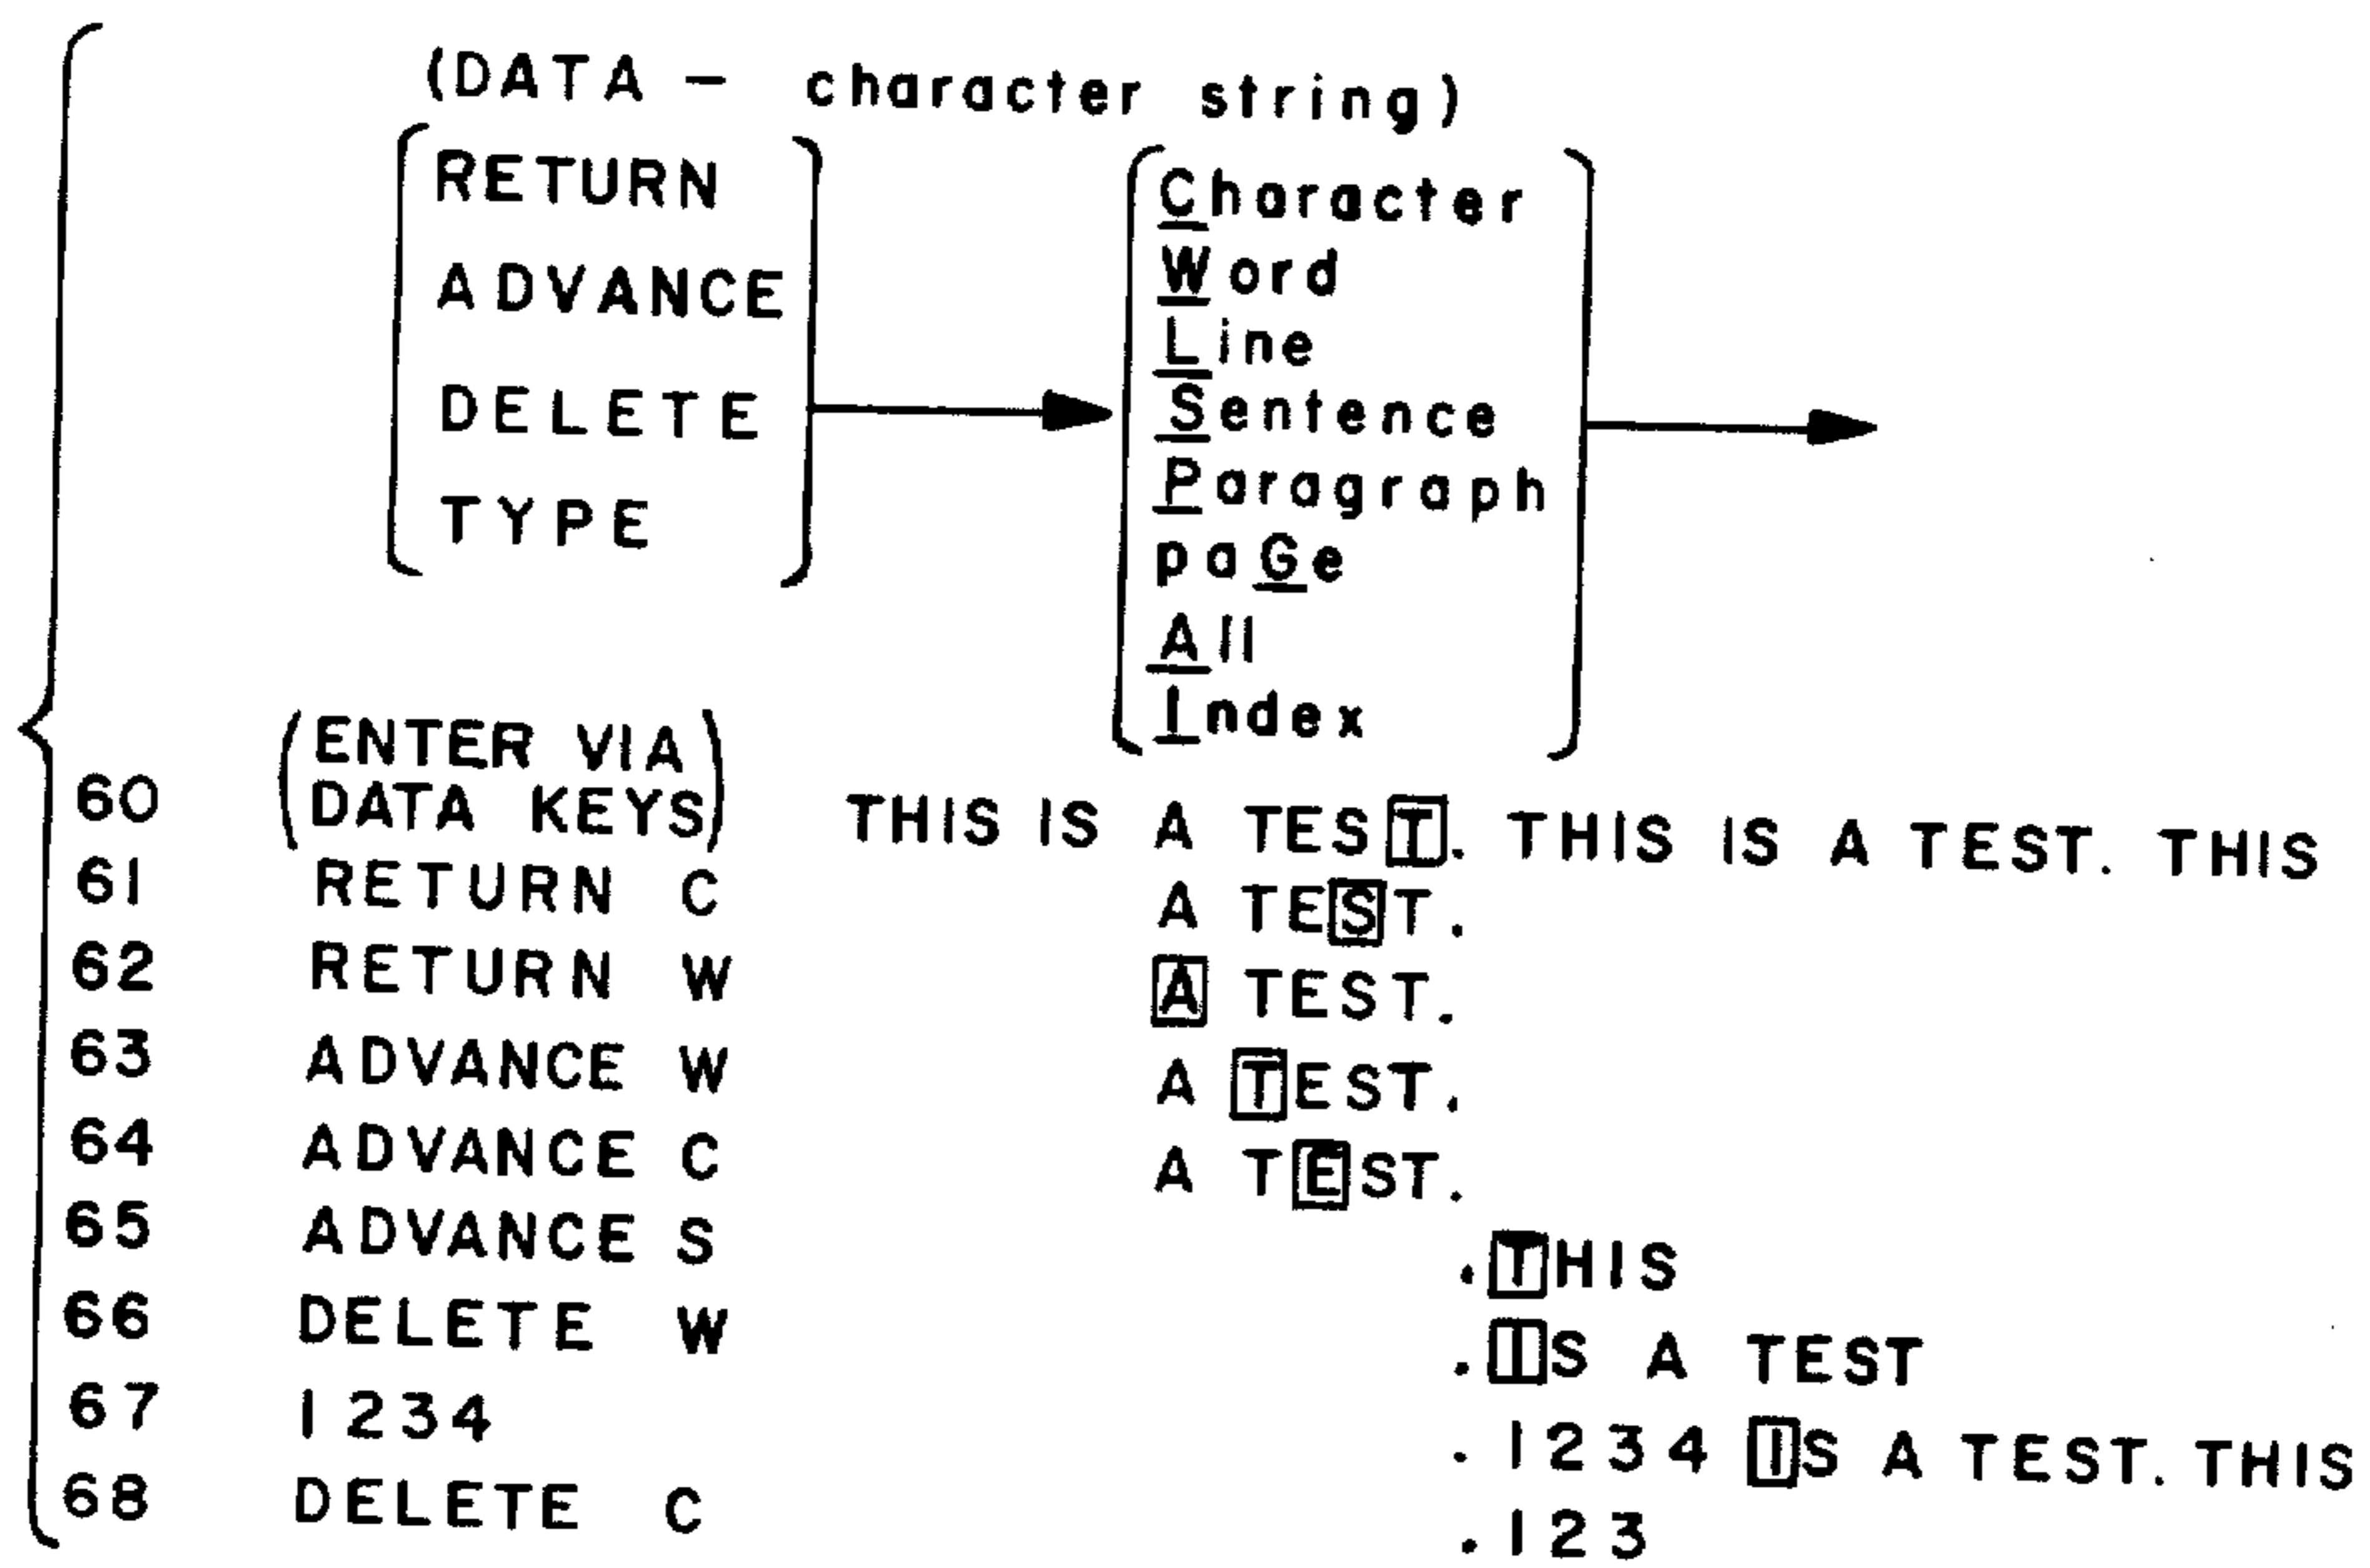 (DATA – character string)
RETURN
ADVANCE
DELETE
TYPE
Character
Word
Line
Sentence
Paragraph
paGe
All
Index
(ENTER VIA
DATA KEYS)
60 THIS IS A TEST. THIS IS A TEST. THIS
61 RETURN C A TEST.
62 RETURN W A TEST.
63 ADVANCE W A TEST.
64 ADVANCE C A TEST.
65 ADVANCE S .THIS
66 DELETE W .IS A TEST
67 1234 .1234 IS A TEST. THIS
68 DELETE C .123